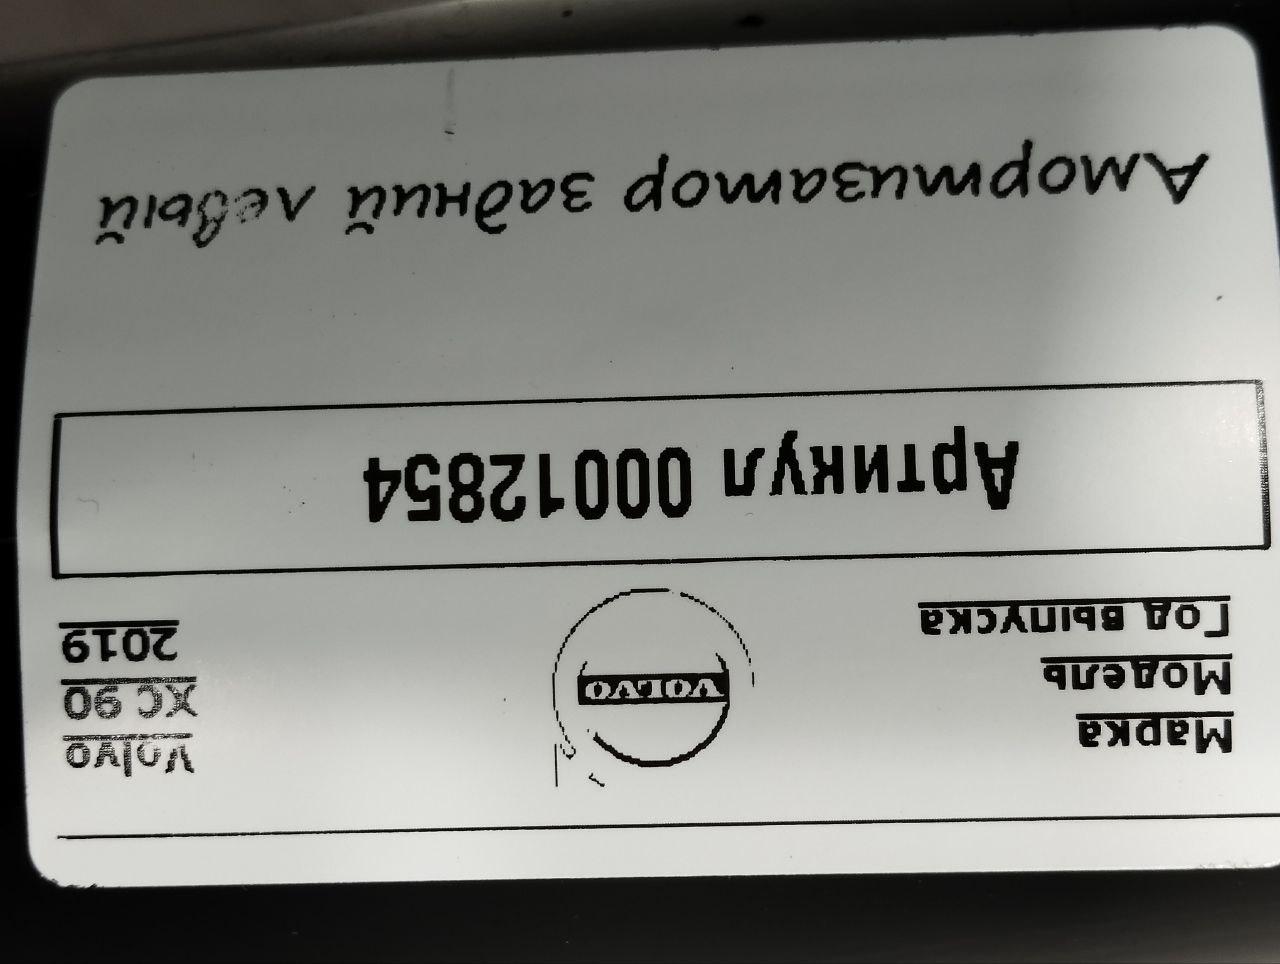 Марка Volvo
Модель XC 90
Год выпуска 2019
VOLVO
Артикул 00012854
Амортизатор задний левый